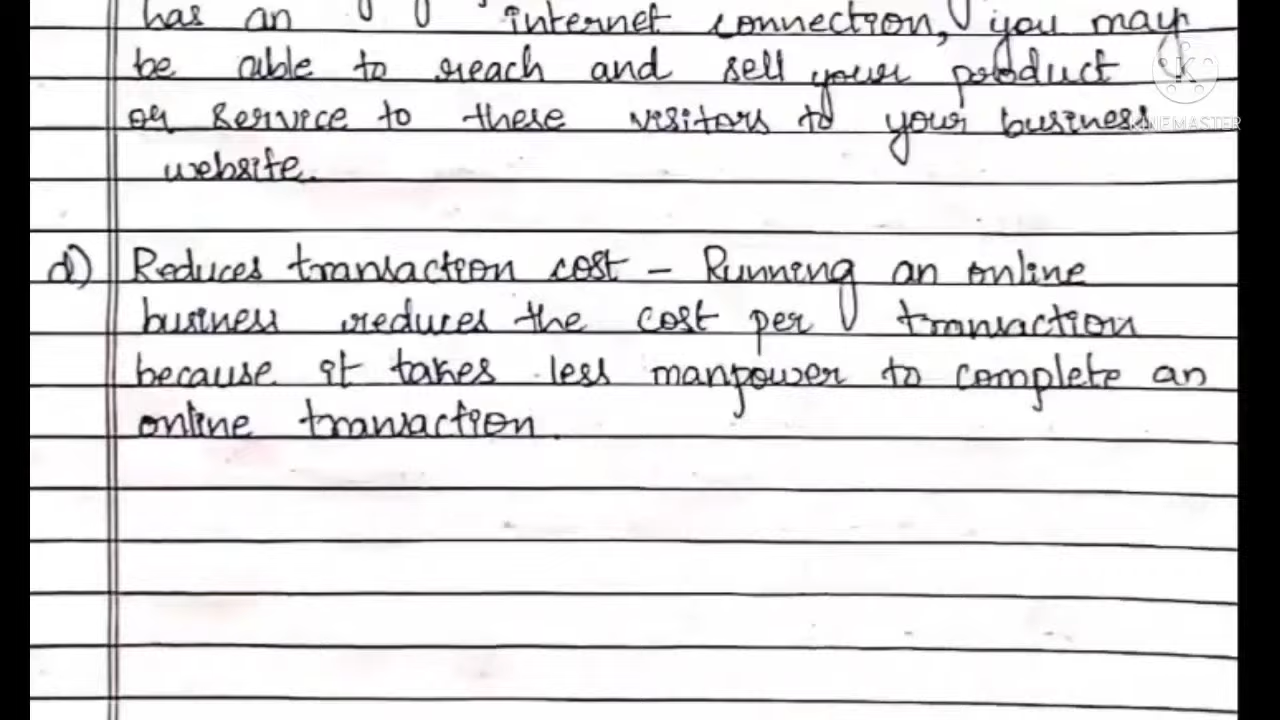 has an internet connection, you may
be able to reach and sell your product
or service to these visitors to your business
website.
d) Reduces transaction cost - Running an online
business reduces the cost per transaction
because it takes less manpower to complete an
online transaction.
KINEMASTER